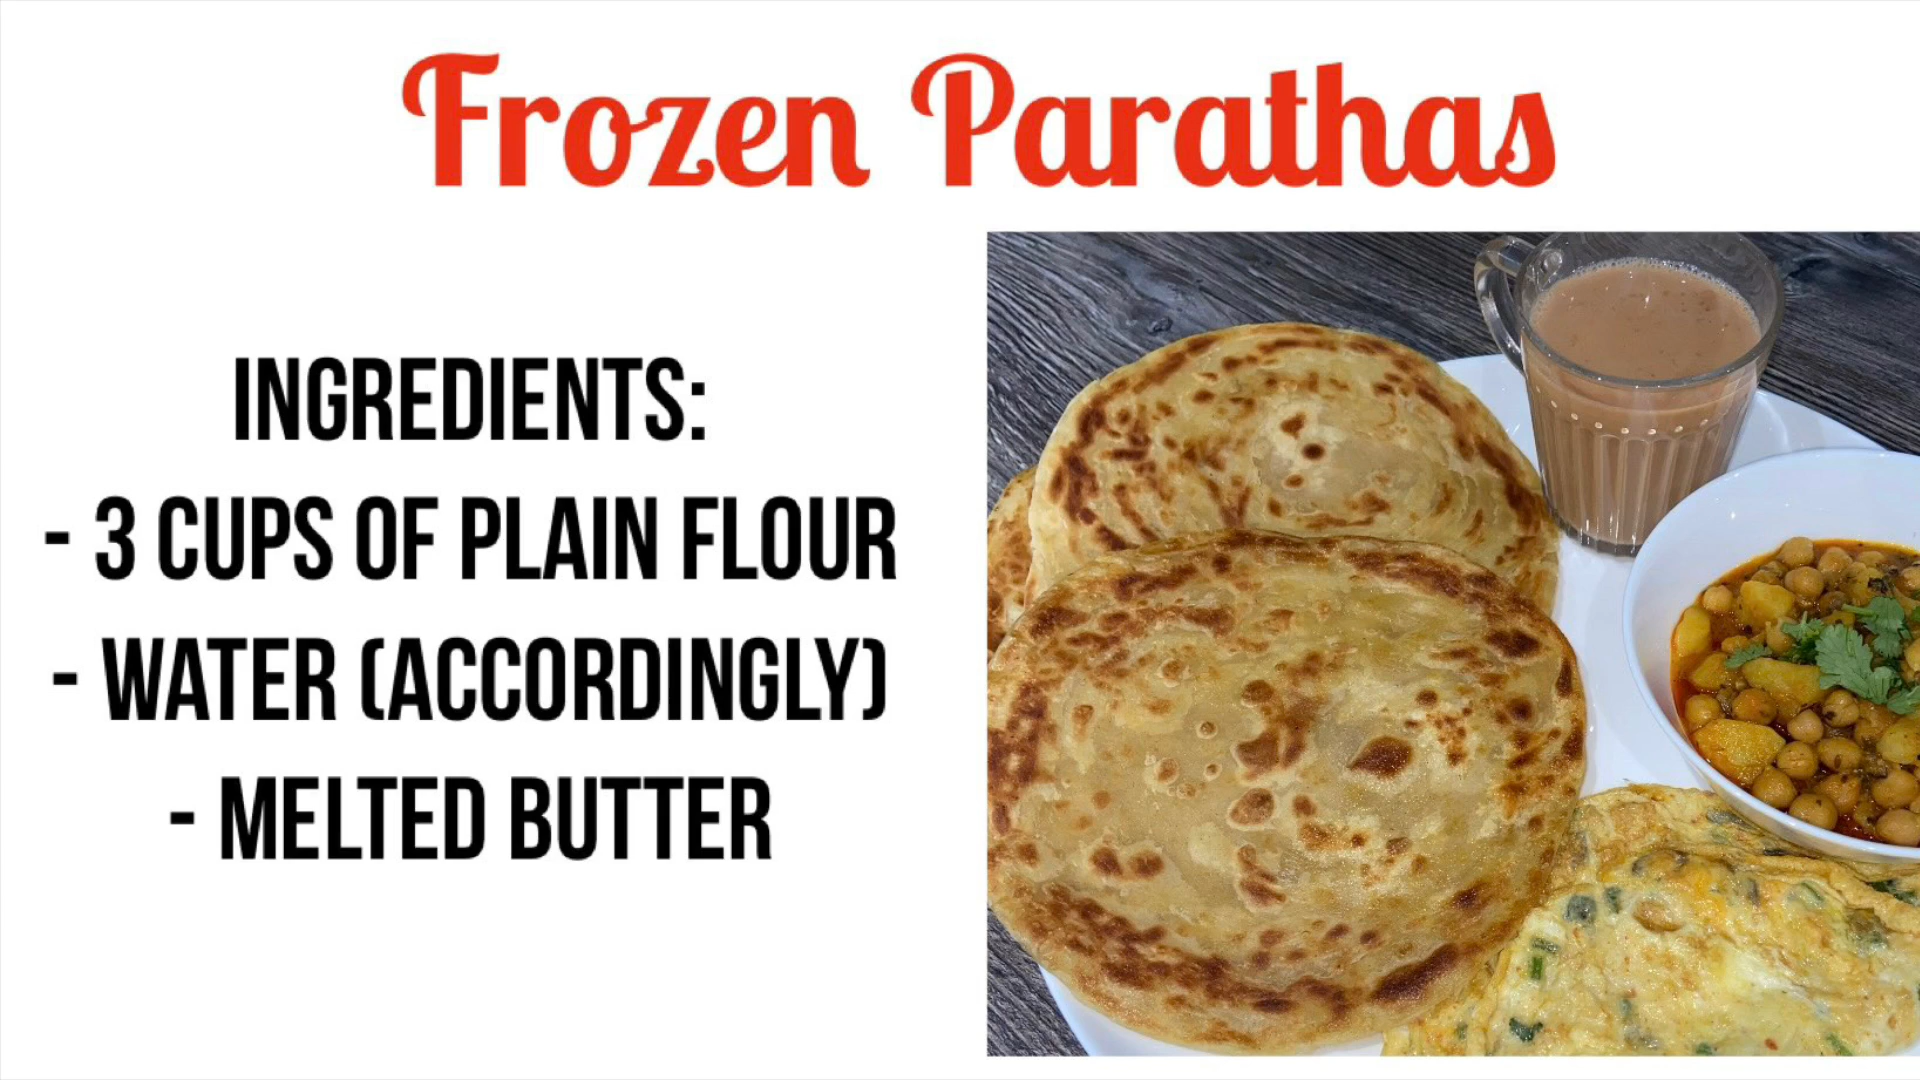 Frozen Parathas
INGREDIENTS:
- 3 CUPS OF PLAIN FLOUR
- WATER (ACCORDINGLY)
- MELTED BUTTER